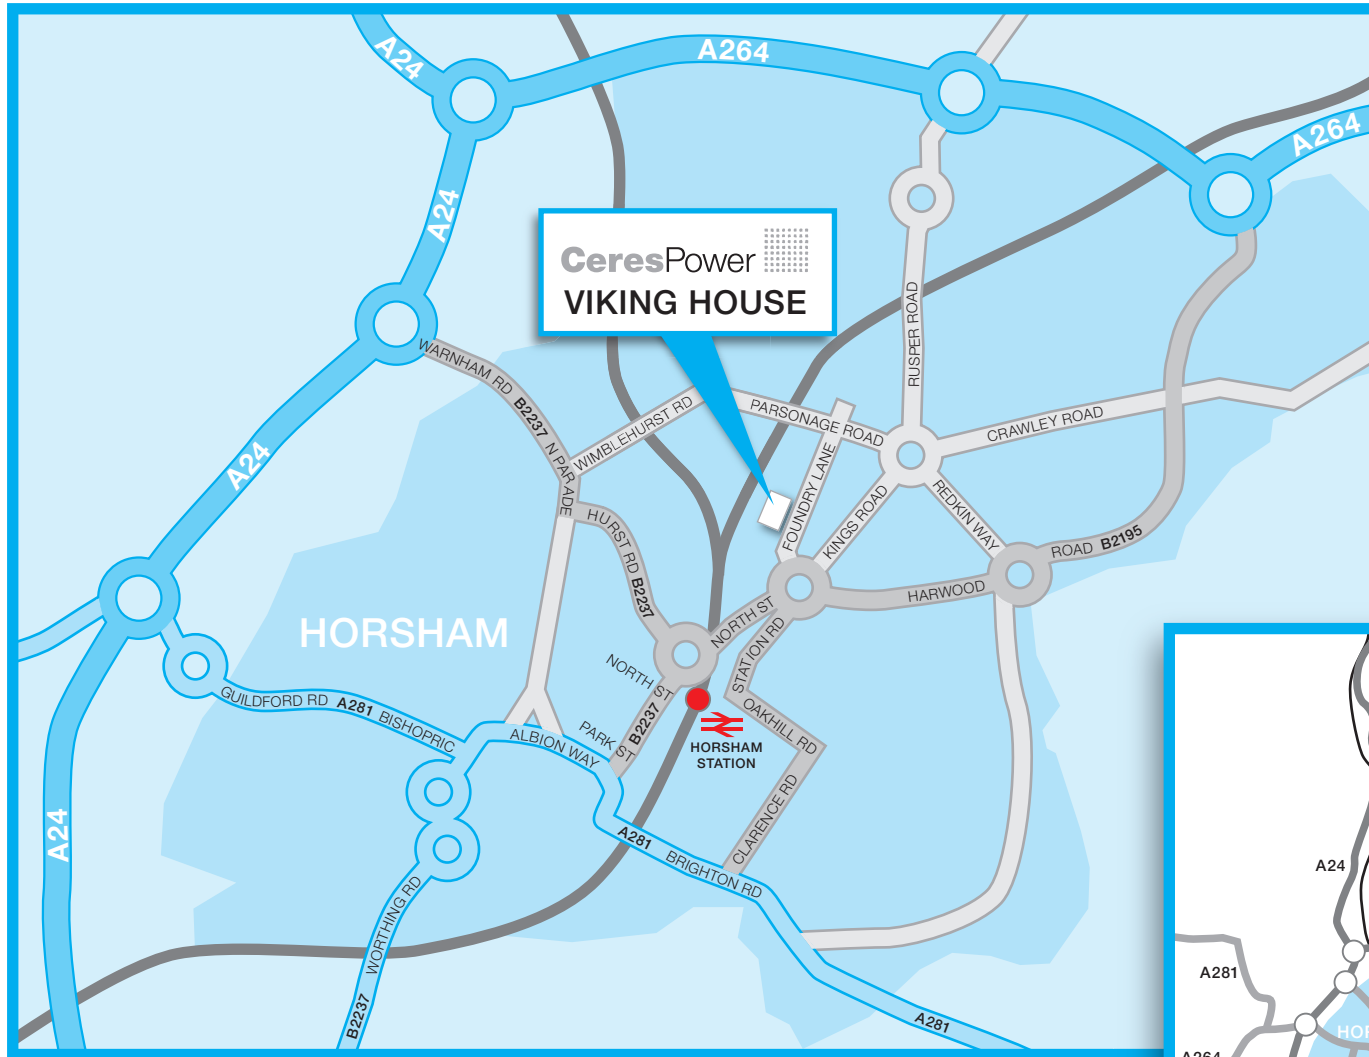 A24
A264
A264
A24
CeresPower
VIKING HOUSE
RUSPER ROAD
WARNHAM RD
B2237
N PARADE
WIMBLEHURST RD
PARSONAGE ROAD
CRAWLEY ROAD
A24
FOUNDRY LANE
KINGS ROAD
REDKIN WAY
HURST RD B2237
HARWOOD
ROAD B2195
HORSHAM
NORTH ST
STATION RD
NORTH ST
GUILDFORD RD A281 BISHOPRIC
B2237
PARK ST
OAKHILL RD
ALBION WAY
HORSHAM
STATION
CLARENCE RD
A24
A281 BRIGHTON RD
WORTHING RD
B2237
A281
A24
A281
HOR
A264